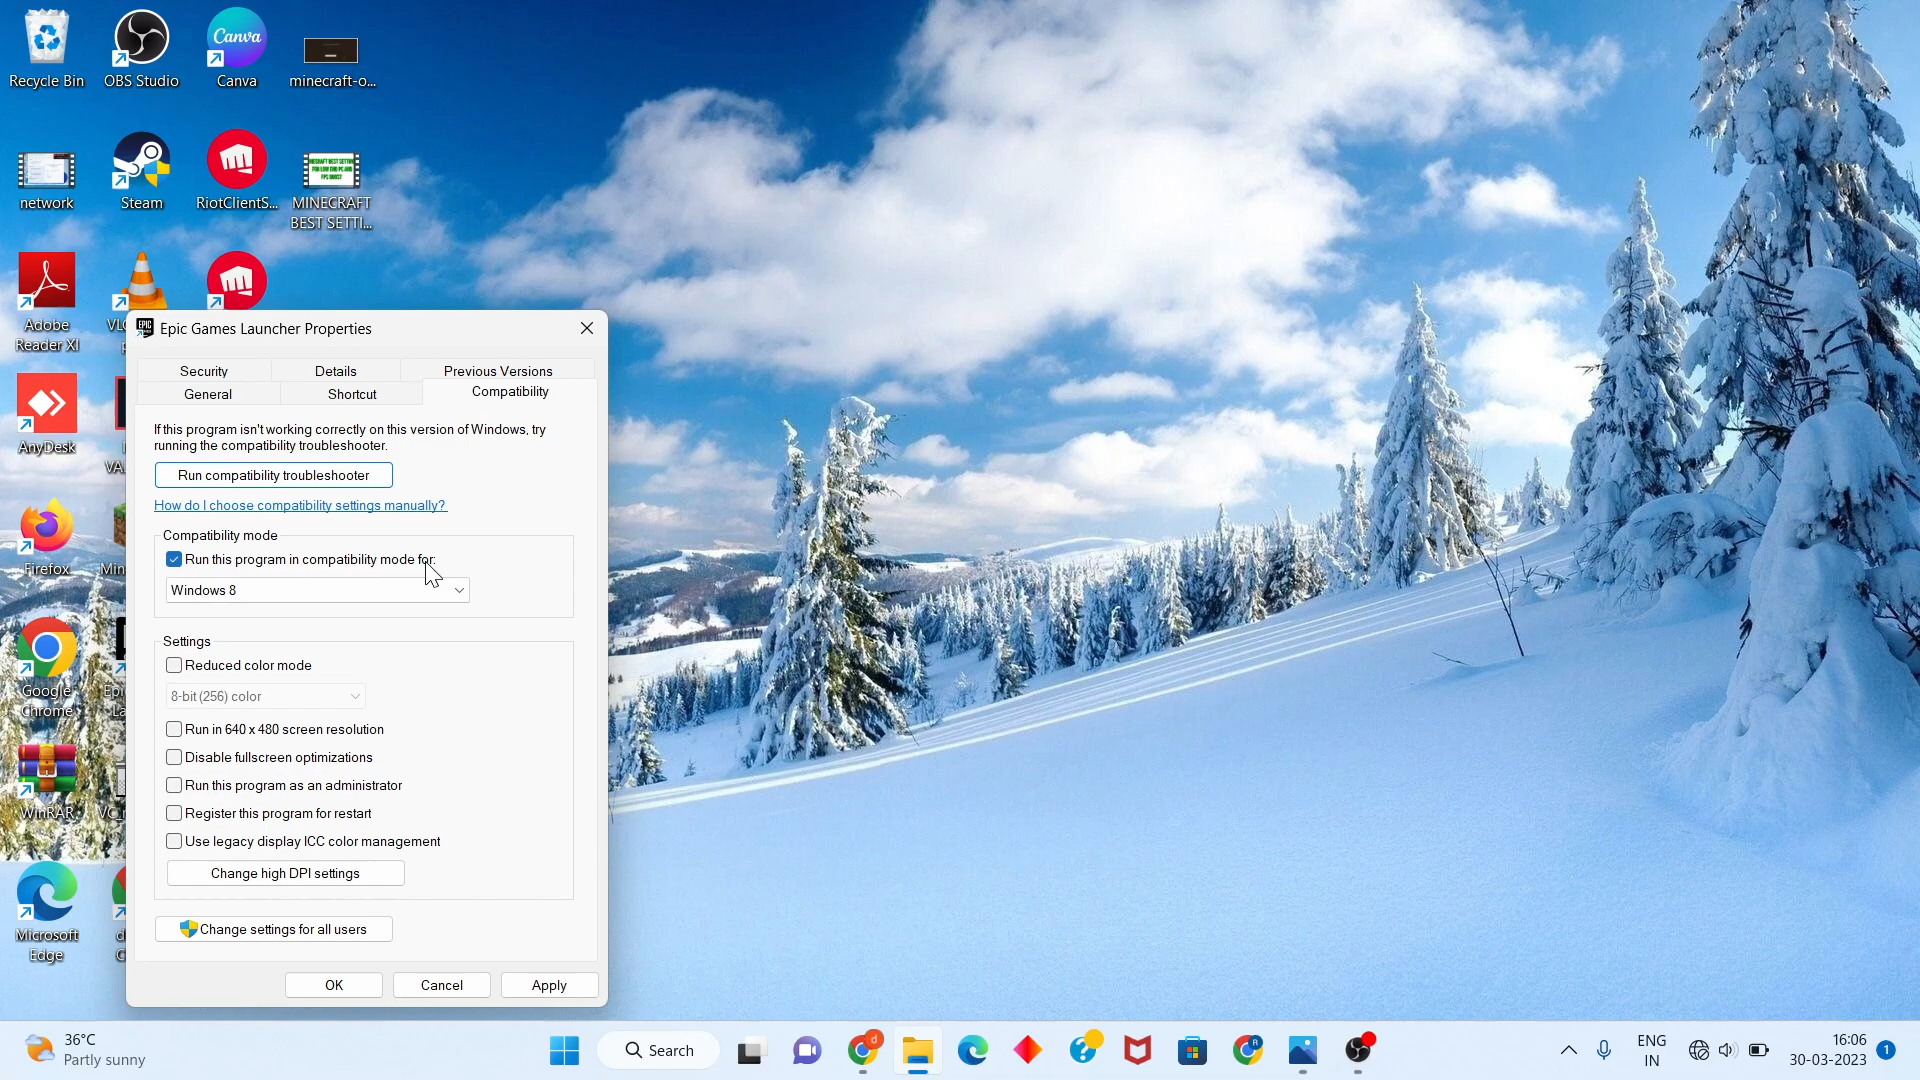 Recycle Bin
OBS Studio
Canva
Canva
minecraft-o...
network
Steam
RiotClientS...
MINECRAFT
BEST SETTI...
Adobe
Reader XI
AnyDesk
Firefox
Google
Chrome
WinRAR
Microsoft
Edge
Epic Games Launcher Properties
Security
Details
Previous Versions
General
Shortcut
Compatibility
If this program isn't working correctly on this version of Windows, try
running the compatibility troubleshooter.
Run compatibility troubleshooter
How do I choose compatibility settings manually?
Compatibility mode
Run this program in compatibility mode for:
Windows 8
Settings
Reduced color mode
8-bit (256) color
Run in 640 x 480 screen resolution
Disable fullscreen optimizations
Run this program as an administrator
Register this program for restart
Use legacy display ICC color management
Change high DPI settings
Change settings for all users
OK
Cancel
Apply
36°C
Partly sunny
Search
ENG
IN
16:06
30-03-2023
1